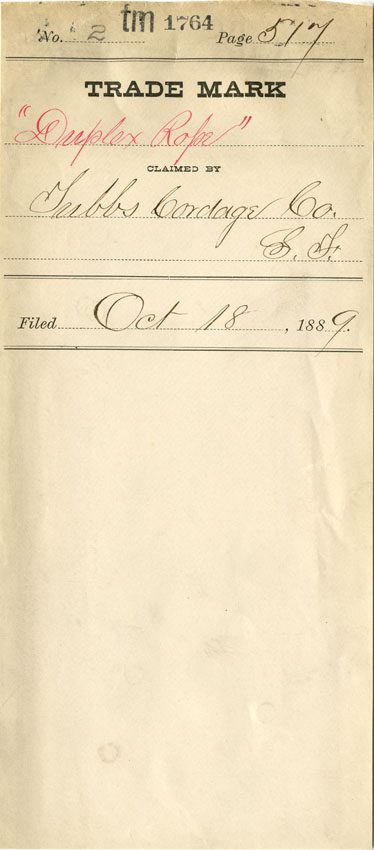 No. 2 tm 1764 Page 517
TRADE MARK
"Duplex Rope"
CLAIMED BY
Tubbs Cordage Co.
S. F.
Filed Oct 18, 1889.